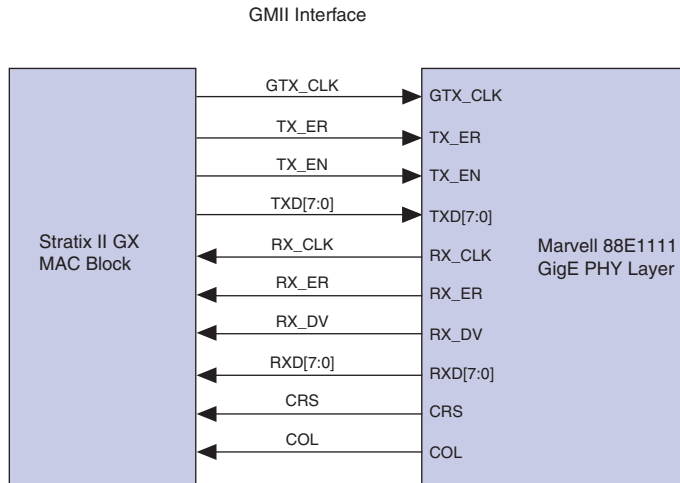 GMII Interface
GTX_CLK
GTX_CLK
TX_ER
TX_ER
TX_EN
TX_EN
TXD[7:0]
TXD[7:0]
Stratix II GX
MAC Block
RX_CLK
RX_CLK
Marvell 88E1111
GigE PHY Layer
RX_ER
RX_ER
RX_DV
RX_DV
RXD[7:0]
RXD[7:0]
CRS
CRS
COL
COL